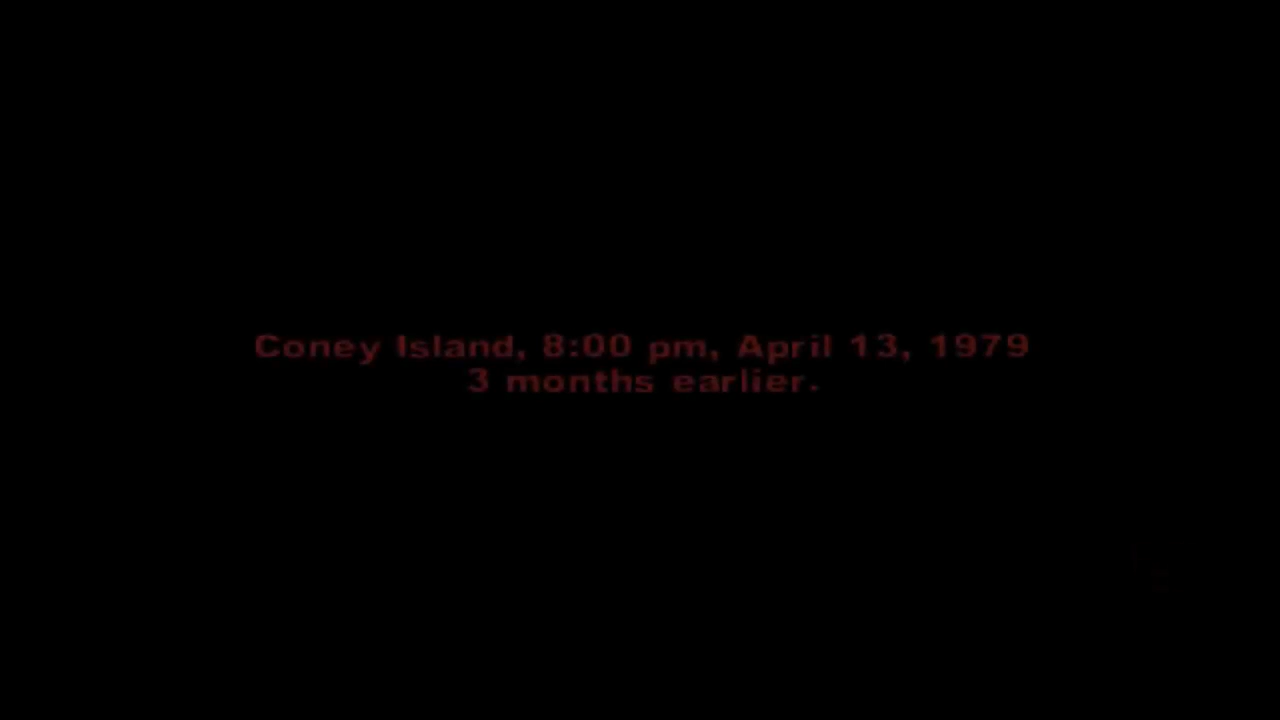 Coney Island, 8:00 pm, April 13, 1979
3 months earlier.